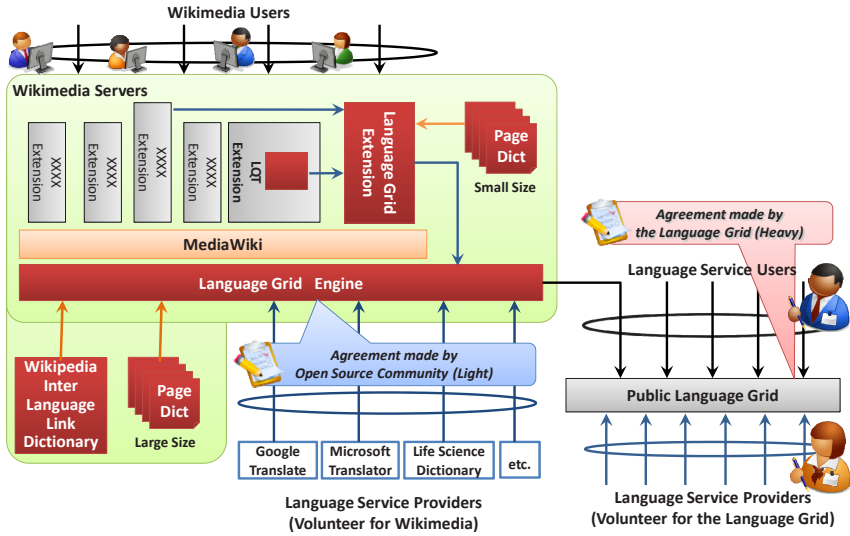 Wikimedia Users
Wikimedia Servers
XXXX
Extension
XXXX
Extension
XXXX
Extension
XXXX
Extension
LQT
Extension
Language Grid
Extension
Page
Dict
Small Size
MediaWiki
Language Grid Engine
Agreement made by
the Language Grid (Heavy)
Language Service Users
Wikipedia
Inter
Language
Link
Dictionary
Page
Dict
Large Size
Agreement made by
Open Source Community (Light)
Public Language Grid
Google
Translate
Microsoft
Translator
Life Science
Dictionary
etc.
Language Service Providers
(Volunteer for Wikimedia)
Language Service Providers
(Volunteer for the Language Grid)